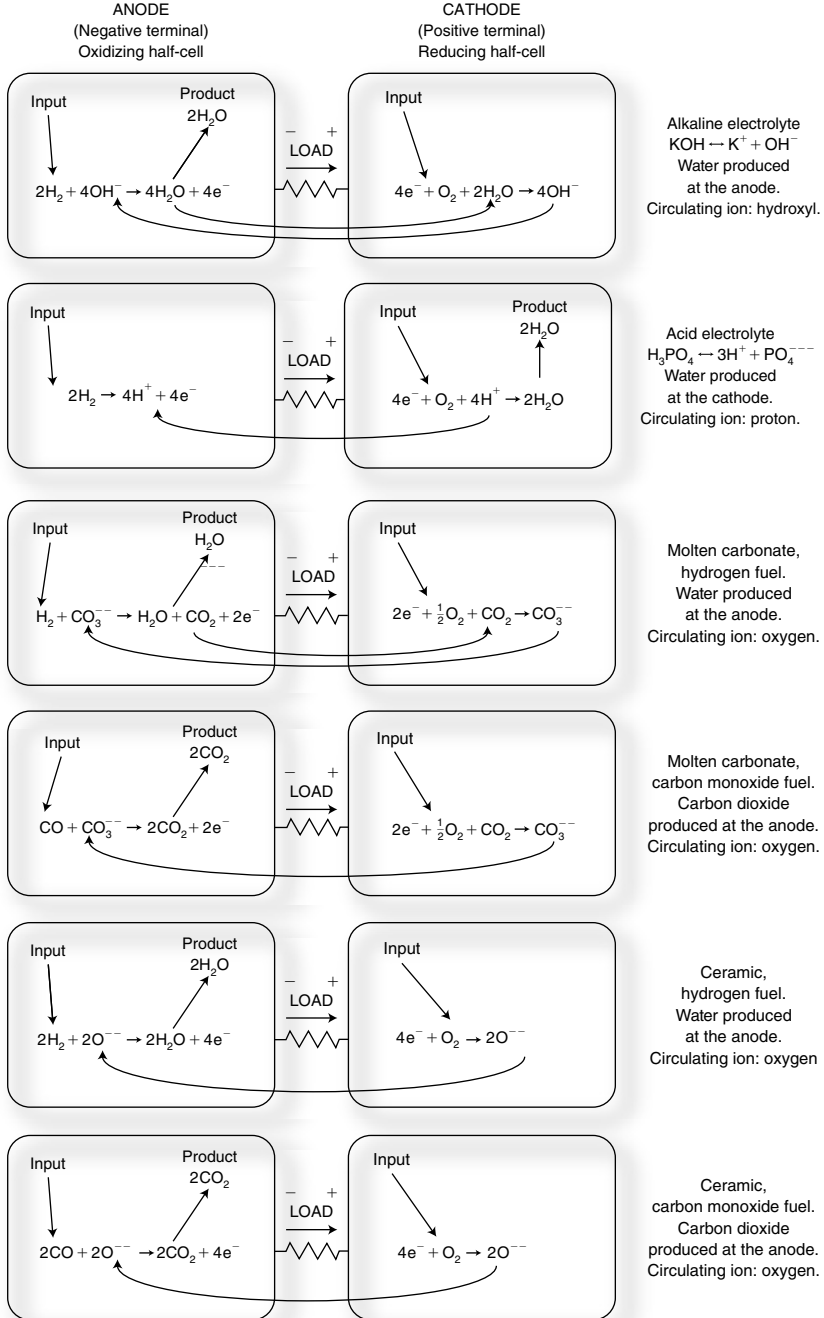 ANODE
(Negative terminal)
Oxidizing half-cell
CATHODE
(Positive terminal)
Reducing half-cell
Input
Product
2H₂O
2H₂ + 4OH⁻ → 4H₂O + 4e⁻
− +
LOAD
Input
4e⁻ + O₂ + 2H₂O → 4OH⁻
Alkaline electrolyte
KOH ↔ K⁺ + OH⁻
Water produced
at the anode.
Circulating ion: hydroxyl.
Input
2H₂ → 4H⁺ + 4e⁻
− +
LOAD
Input
Product
2H₂O
4e⁻ + O₂ + 4H⁺ → 2H₂O
Acid electrolyte
H₃PO₄ ↔ 3H⁺ + PO₄⁻⁻⁻
Water produced
at the cathode.
Circulating ion: proton.
Input
Product
H₂O
−−−
H₂ + CO₃⁻⁻ → H₂O + CO₂ + 2e⁻
− +
LOAD
Input
2e⁻ + ½O₂ + CO₂ → CO₃⁻⁻
Molten carbonate,
hydrogen fuel.
Water produced
at the anode.
Circulating ion: oxygen.
Input
Product
2CO₂
CO + CO₃⁻⁻ → 2CO₂ + 2e⁻
− +
LOAD
Input
2e⁻ + ½O₂ + CO₂ → CO₃⁻⁻
Molten carbonate,
carbon monoxide fuel.
Carbon dioxide
produced at the anode.
Circulating ion: oxygen.
Input
Product
2H₂O
2H₂ + 2O⁻⁻ → 2H₂O + 4e⁻
− +
LOAD
Input
4e⁻ + O₂ → 2O⁻⁻
Ceramic,
hydrogen fuel.
Water produced
at the anode.
Circulating ion: oxygen
Input
Product
2CO₂
2CO + 2O⁻⁻ → 2CO₂ + 4e⁻
− +
LOAD
Input
4e⁻ + O₂ → 2O⁻⁻
Ceramic,
carbon monoxide fuel.
Carbon dioxide
produced at the anode.
Circulating ion: oxygen.